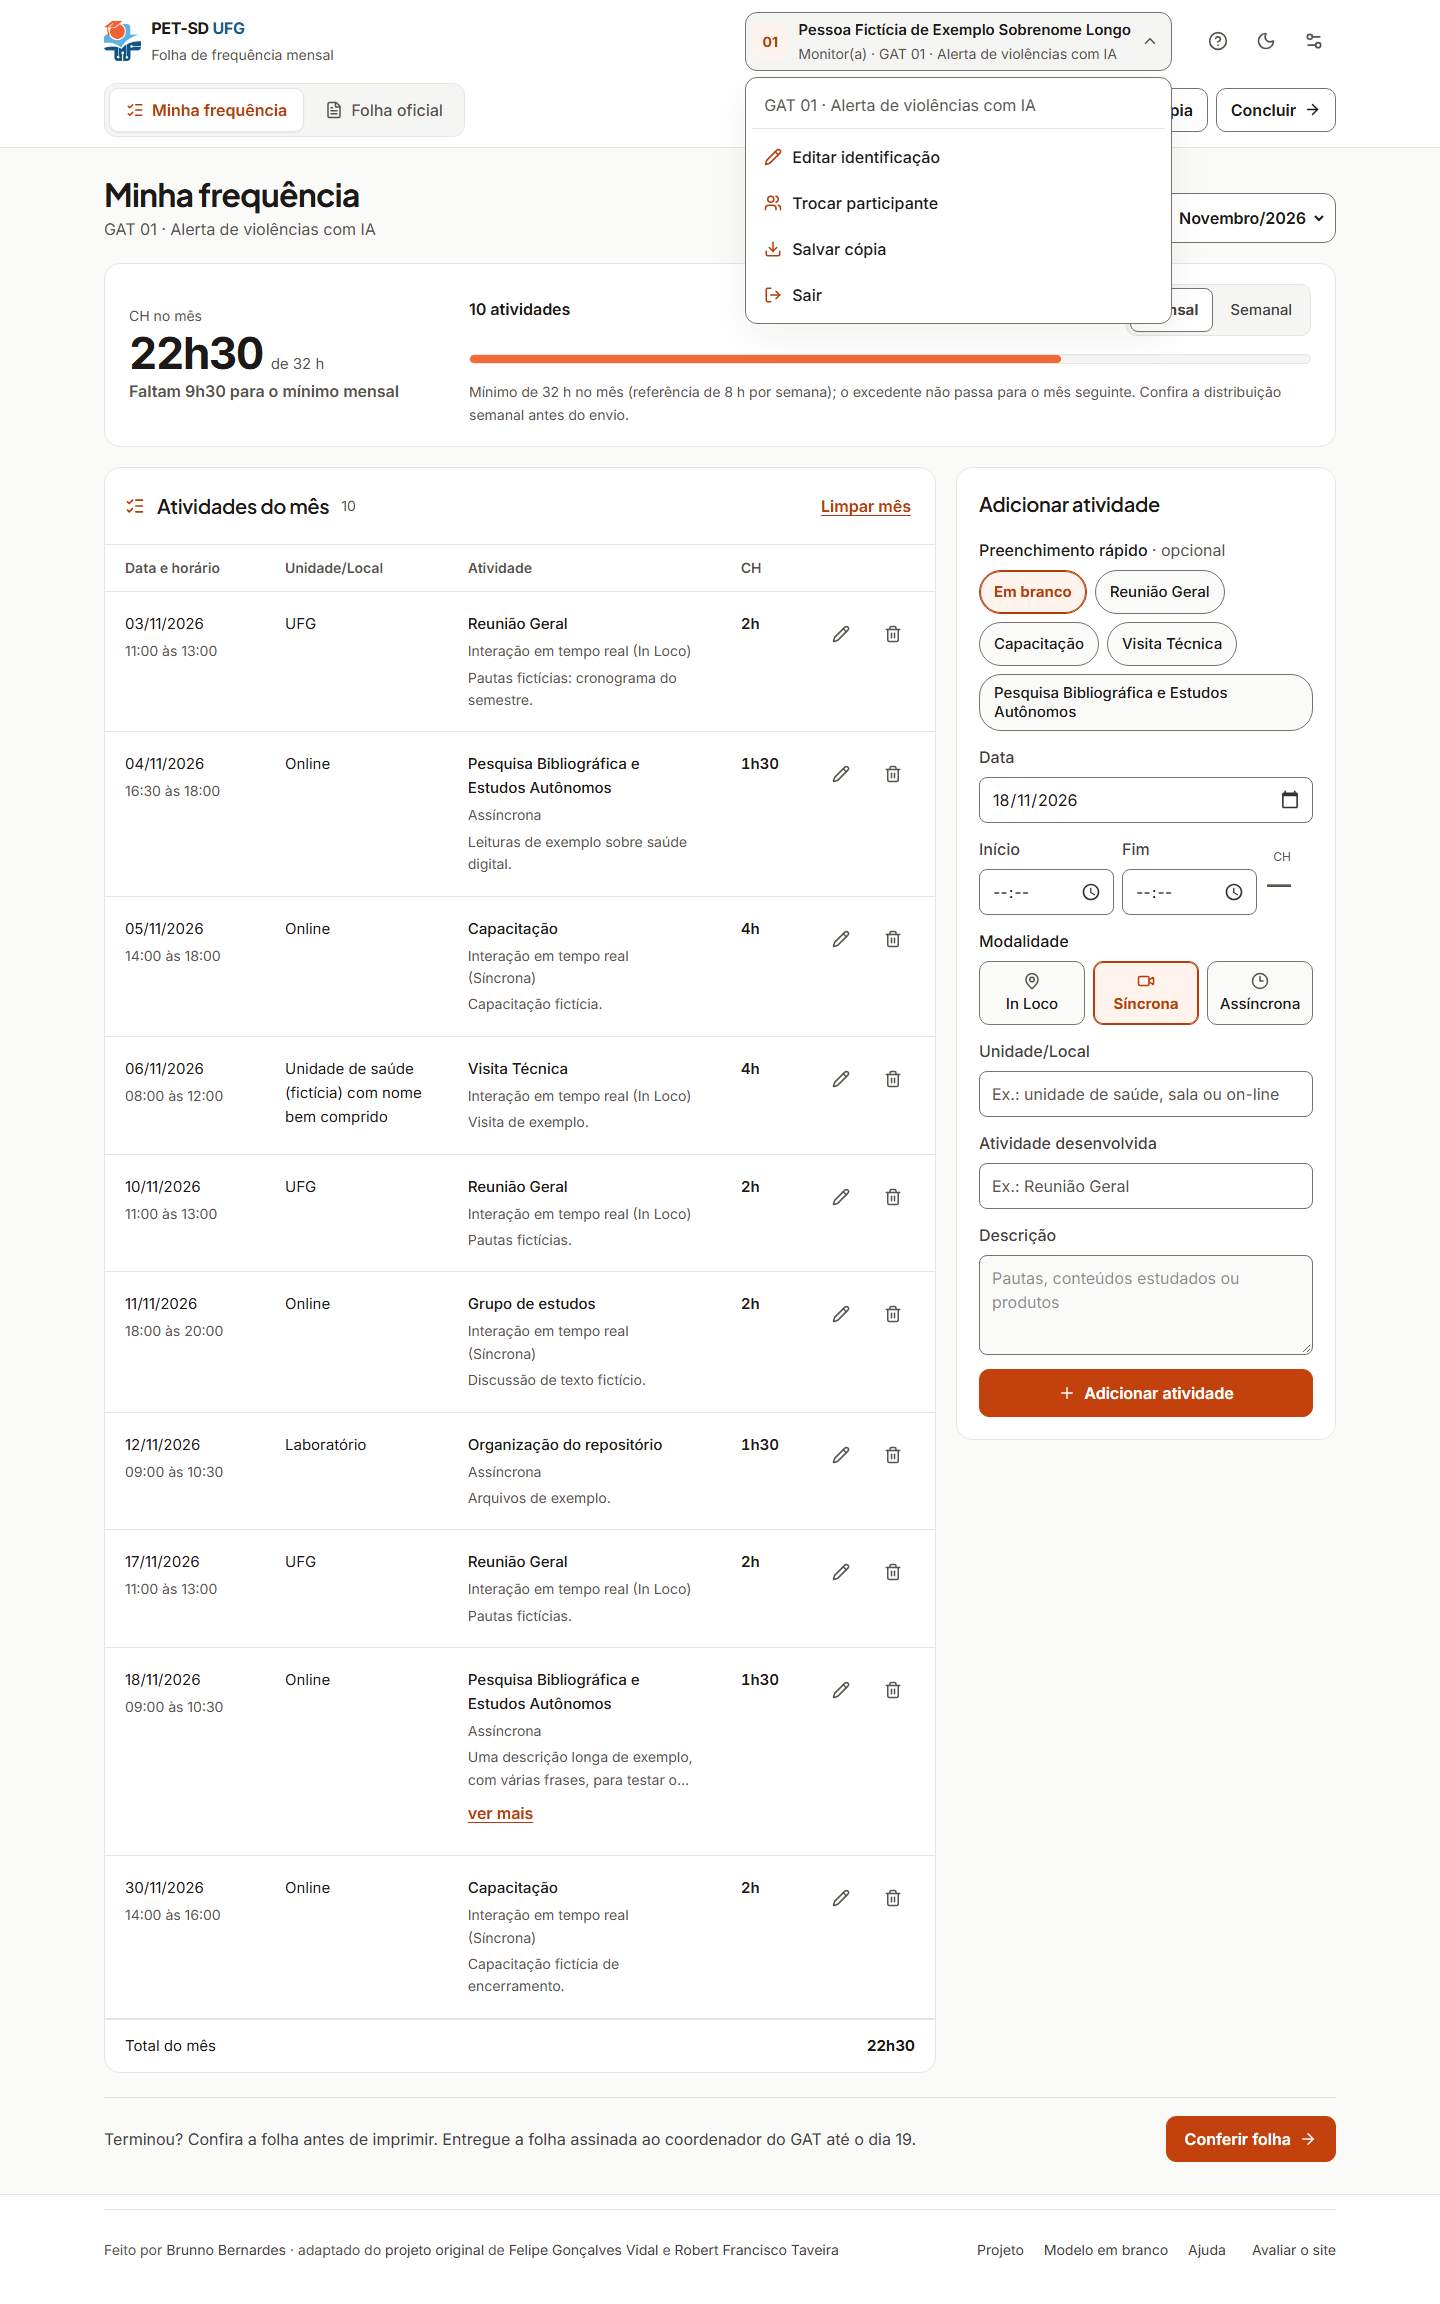 PET-SD UFG
Folha de frequência mensal
01
Pessoa Fictícia de Exemplo Sobrenome Longo
Monitor(a) · GAT 01 · Alerta de violências com IA
Minha frequência
Folha oficial
GAT 01 · Alerta de violências com IA
Editar identificação
Trocar participante
Salvar cópia
Sair
pia
Concluir
Minha frequência
GAT 01 · Alerta de violências com IA
Novembro/2026
CH no mês
22h30 de 32 h
Faltam 9h30 para o mínimo mensal
10 atividades
nsal
Semanal
Mínimo de 32 h no mês (referência de 8 h por semana); o excedente não passa para o mês seguinte. Confira a distribuição
semanal antes do envio.
Atividades do mês 10
Limpar mês
Data e horário Unidade/Local Atividade CH
03/11/2026 UFG Reunião Geral 2h
11:00 às 13:00 Interação em tempo real (In Loco)
Pautas fictícias: cronograma do
semestre.
04/11/2026 Online Pesquisa Bibliográfica e 1h30
Estudos Autônomos
16:30 às 18:00
Assíncrona
Leituras de exemplo sobre saúde
digital.
05/11/2026 Online Capacitação 4h
14:00 às 18:00 Interação em tempo real
(Síncrona)
Capacitação fictícia.
06/11/2026 Unidade de saúde Visita Técnica 4h
08:00 às 12:00 (fictícia) com nome Interação em tempo real (In Loco)
bem comprido Visita de exemplo.
10/11/2026 UFG Reunião Geral 2h
11:00 às 13:00 Interação em tempo real (In Loco)
Pautas fictícias.
11/11/2026 Online Grupo de estudos 2h
18:00 às 20:00 Interação em tempo real
(Síncrona)
Discussão de texto fictício.
12/11/2026 Laboratório Organização do repositório 1h30
09:00 às 10:30 Assíncrona
Arquivos de exemplo.
17/11/2026 UFG Reunião Geral 2h
11:00 às 13:00 Interação em tempo real (In Loco)
Pautas fictícias.
18/11/2026 Online Pesquisa Bibliográfica e 1h30
Estudos Autônomos
09:00 às 10:30
Assíncrona
Uma descrição longa de exemplo,
com várias frases, para testar o...
ver mais
30/11/2026 Online Capacitação 2h
14:00 às 16:00 Interação em tempo real
(Síncrona)
Capacitação fictícia de
encerramento.
Total do mês 22h30
Adicionar atividade
Preenchimento rápido · opcional
Em branco
Reunião Geral
Capacitação
Visita Técnica
Pesquisa Bibliográfica e Estudos
Autônomos
Data
18/11/2026
Início Fim CH
--:-- --:-- —
Modalidade
In Loco Síncrona Assíncrona
Unidade/Local
Ex.: unidade de saúde, sala ou on-line
Atividade desenvolvida
Ex.: Reunião Geral
Descrição
Pautas, conteúdos estudados ou
produtos
+ Adicionar atividade
Terminou? Confira a folha antes de imprimir. Entregue a folha assinada ao coordenador do GAT até o dia 19.
Conferir folha
Feito por Brunno Bernardes · adaptado do projeto original de Felipe Gonçalves Vidal e Robert Francisco Taveira
Projeto Modelo em branco Ajuda Avaliar o site